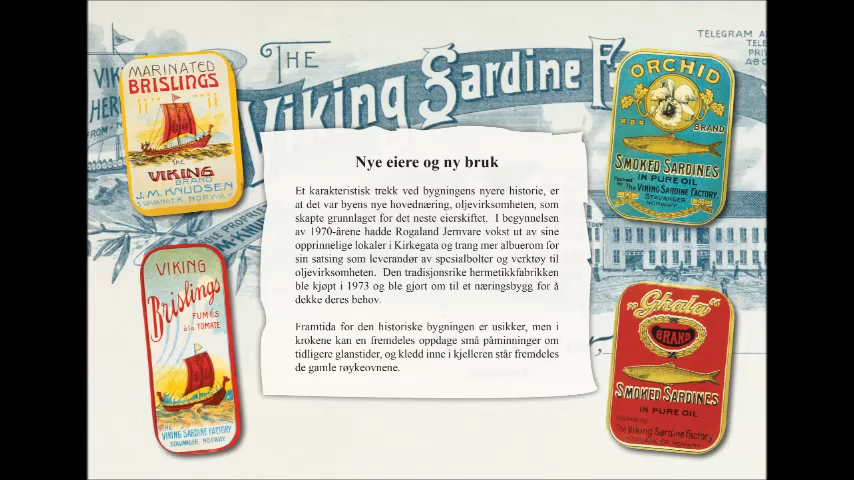 THE
Viking Sardine F
TELEGRAM A
MARINATED
BRISLINGS
THE
VIKING
BRAND
J.M. KNUDSEN
STAVANGER NORWAY
ORCHID
BRAND
SMOKED SARDINES
IN PURE OIL
Packed by The VIKING SARDINE FACTORY
STAVANGER
NORWAY
Nye eiere og ny bruk
Et karakteristisk trekk ved bygningens nyere historie, er
at det var byens nye hovednæring, oljevirksomheten, som
skapte grunnlaget for det neste eierskiftet. I begynnelsen
av 1970-årene hadde Rogaland Jernvare vokst ut av sine
opprinnelige lokaler i Kirkegata og trang mer albuerom for
sin satsing som leverandør av spesialbolter og verktøy til
oljevirksomheten. Den tradisjonsrike hermetikkfabrikken
ble kjøpt i 1973 og ble gjort om til et næringsbygg for å
dekke deres behov.
Framtida for den historiske bygningen er usikker, men i
krokene kan en fremdeles oppdage små påminninger om
tidligere glanstider, og kledd inne i kjelleren står fremdeles
de gamle røykeovnene.
VIKING
Brislings
FUMÉS
à la TOMATE
THE
VIKING SARDINE FACTORY
STAVANGER, NORWAY
"Ghala"
BRAND
SMOKED SARDINES
IN PURE OIL
Packed by
The Viking Sardine Factory
STAVANGER, NORWAY